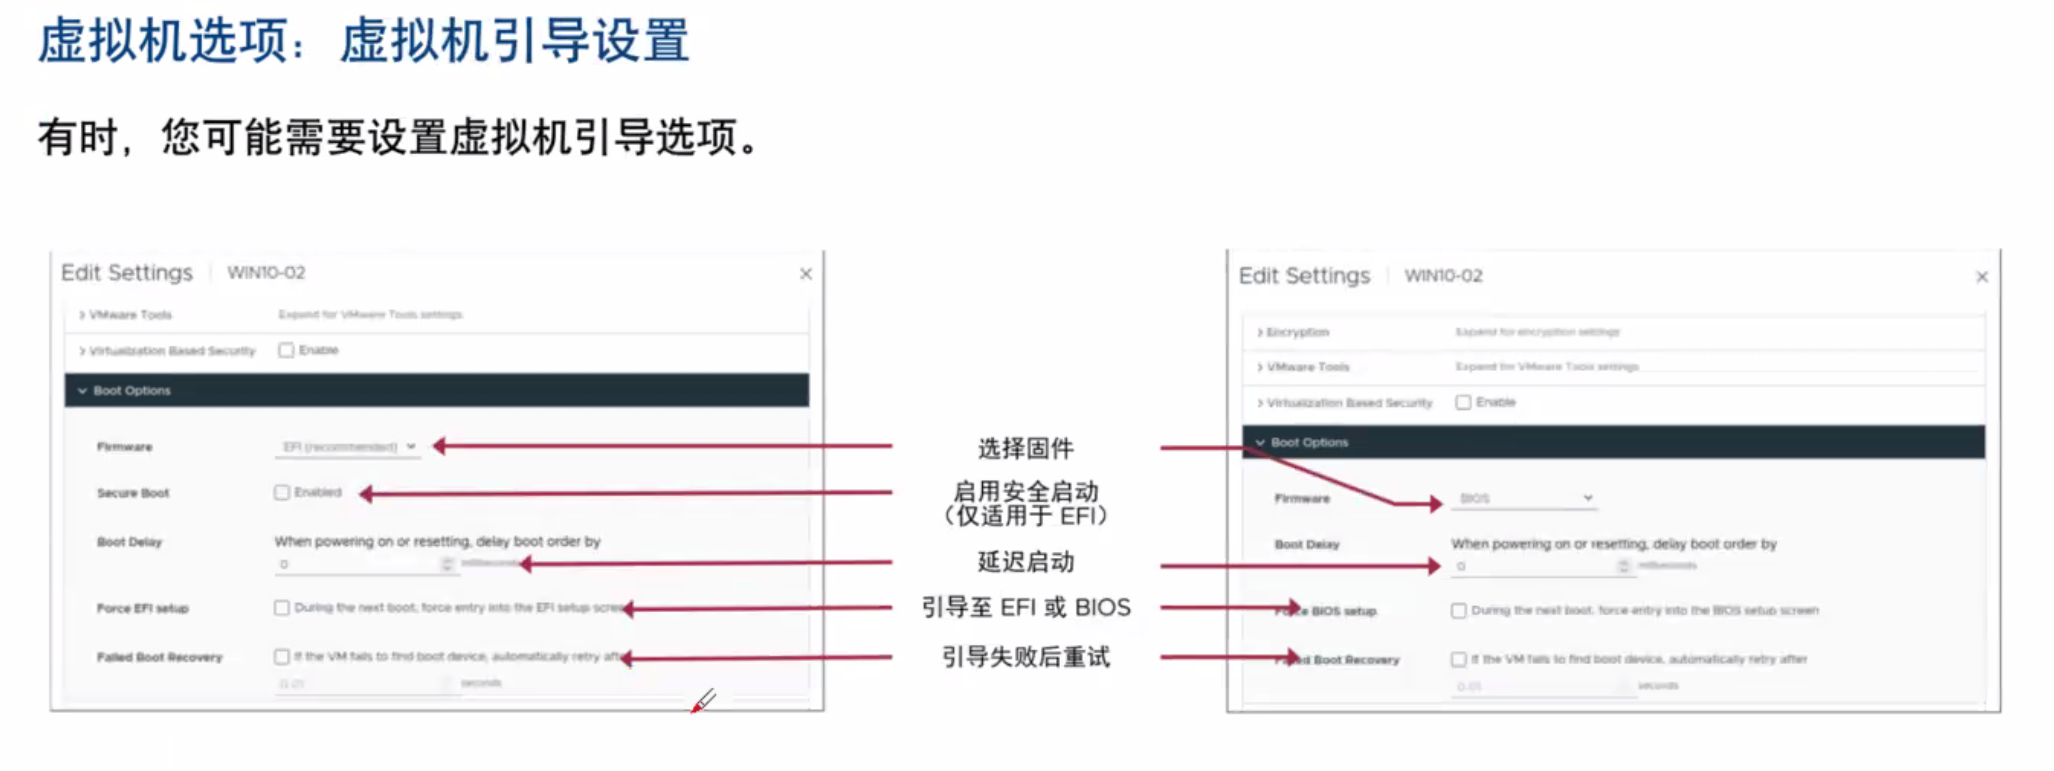 虚拟机选项：虚拟机引导设置
有时，您可能需要设置虚拟机引导选项。
Edit Settings | WIN10-02 ×
> VMware Tools Expand for VMware Tools settings
> Virtualization Based Security Enable
Boot Options
Firmware EFI (recommended)
Secure Boot Enabled
Boot Delay When powering on or resetting, delay boot order by
0 milliseconds
Force EFI setup During the next boot, force entry into the EFI setup scree
Failed Boot Recovery If the VM fails to find boot device, automatically retry after
0.01 seconds
选择固件
启用安全启动
（仅适用于 EFI）
延迟启动
引导至 EFI 或 BIOS
引导失败后重试
Edit Settings | WIN10-02 ×
> Encryption Expand for encryption settings
> VMware Tools Expand for VMware Tools settings
> Virtualization Based Security Enable
Boot Options
Firmware BIOS
Boot Delay When powering on or resetting, delay boot order by
0 milliseconds
Force BIOS setup During the next boot, force entry into the BIOS setup screen
Failed Boot Recovery If the VM fails to find boot device, automatically retry after
0.01 seconds